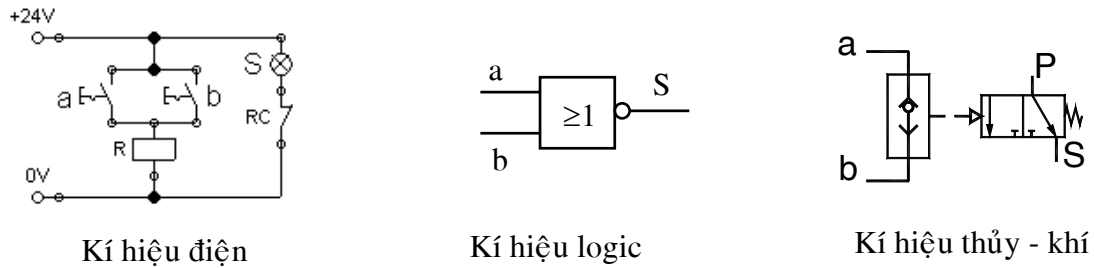 +24V
a
b
S
RC
R
0V
Kí hiệu điện
a
b
≥1
S
Kí hiệu logic
a
b
P
S
Kí hiệu thủy - khí